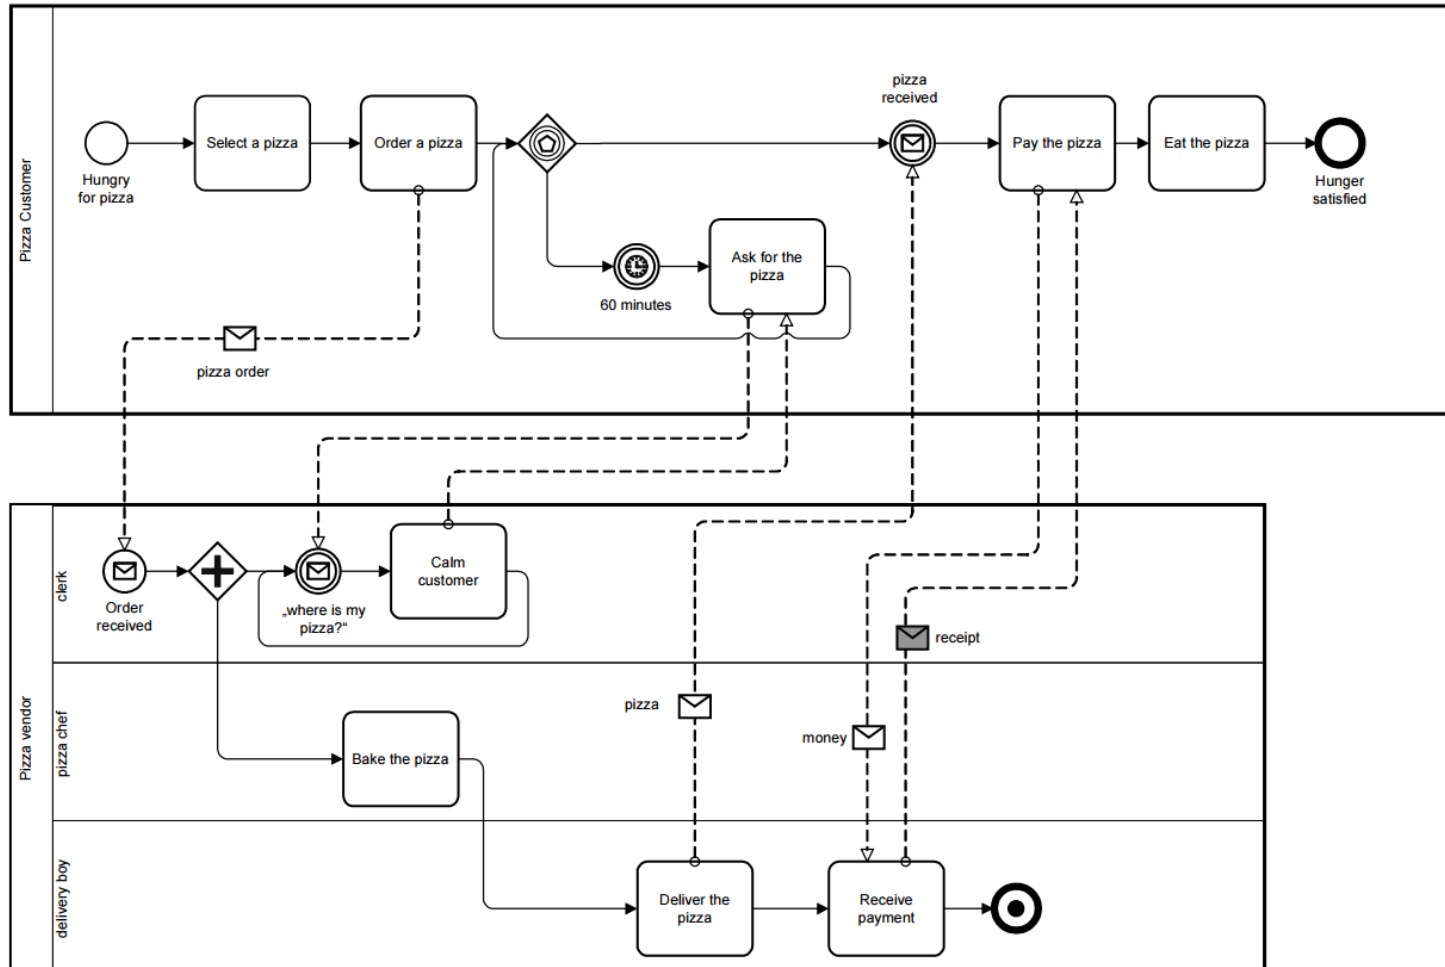 Pizza Customer
Hungry
for pizza
Select a pizza
Order a pizza
pizza
received
Pay the pizza
Eat the pizza
Hunger
satisfied
60 minutes
Ask for the
pizza
pizza order
Pizza vendor
clerk
Order
received
„where is my
pizza?“
Calm
customer
receipt
pizza chef
Bake the pizza
pizza
money
delivery boy
Deliver the
pizza
Receive
payment